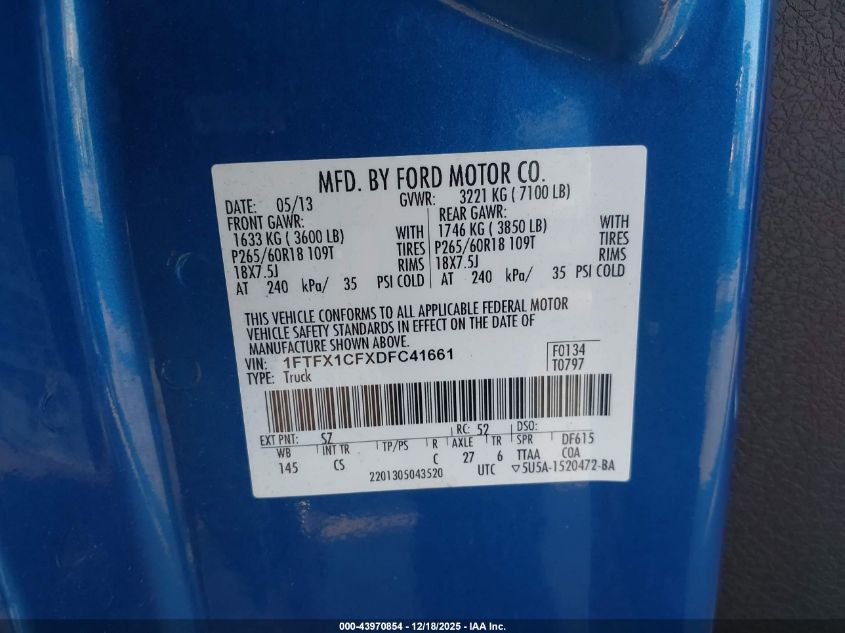 MFD. BY FORD MOTOR CO.
DATE: 05/13 GVWR: 3221 KG ( 7100 LB)
FRONT GAWR: REAR GAWR:
1633 KG ( 3600 LB) WITH 1746 KG ( 3850 LB) WITH
P265/60R18 109T TIRES P265/60R18 109T TIRES
18X7.5J RIMS 18X7.5J RIMS
AT 240 kPa/ 35 PSI COLD AT 240 kPa/ 35 PSI COLD
THIS VEHICLE CONFORMS TO ALL APPLICABLE FEDERAL MOTOR
VEHICLE SAFETY STANDARDS IN EFFECT ON THE DATE OF
MANUFACTURE SHOWN ABOVE.
VIN: 1FTFX1CFXDFC41661 F0134
TYPE: Truck T0797
EXT PNT: SZ RC: 52 DSO:
WB INT TR TP/PS R AXLE TR SPR DF615
145 CS C 27 6 TTAA COA
2201305043520 UTC ▽5U5A-1520472-BA
000-43970854 - 12/18/2025 - IAA Inc.